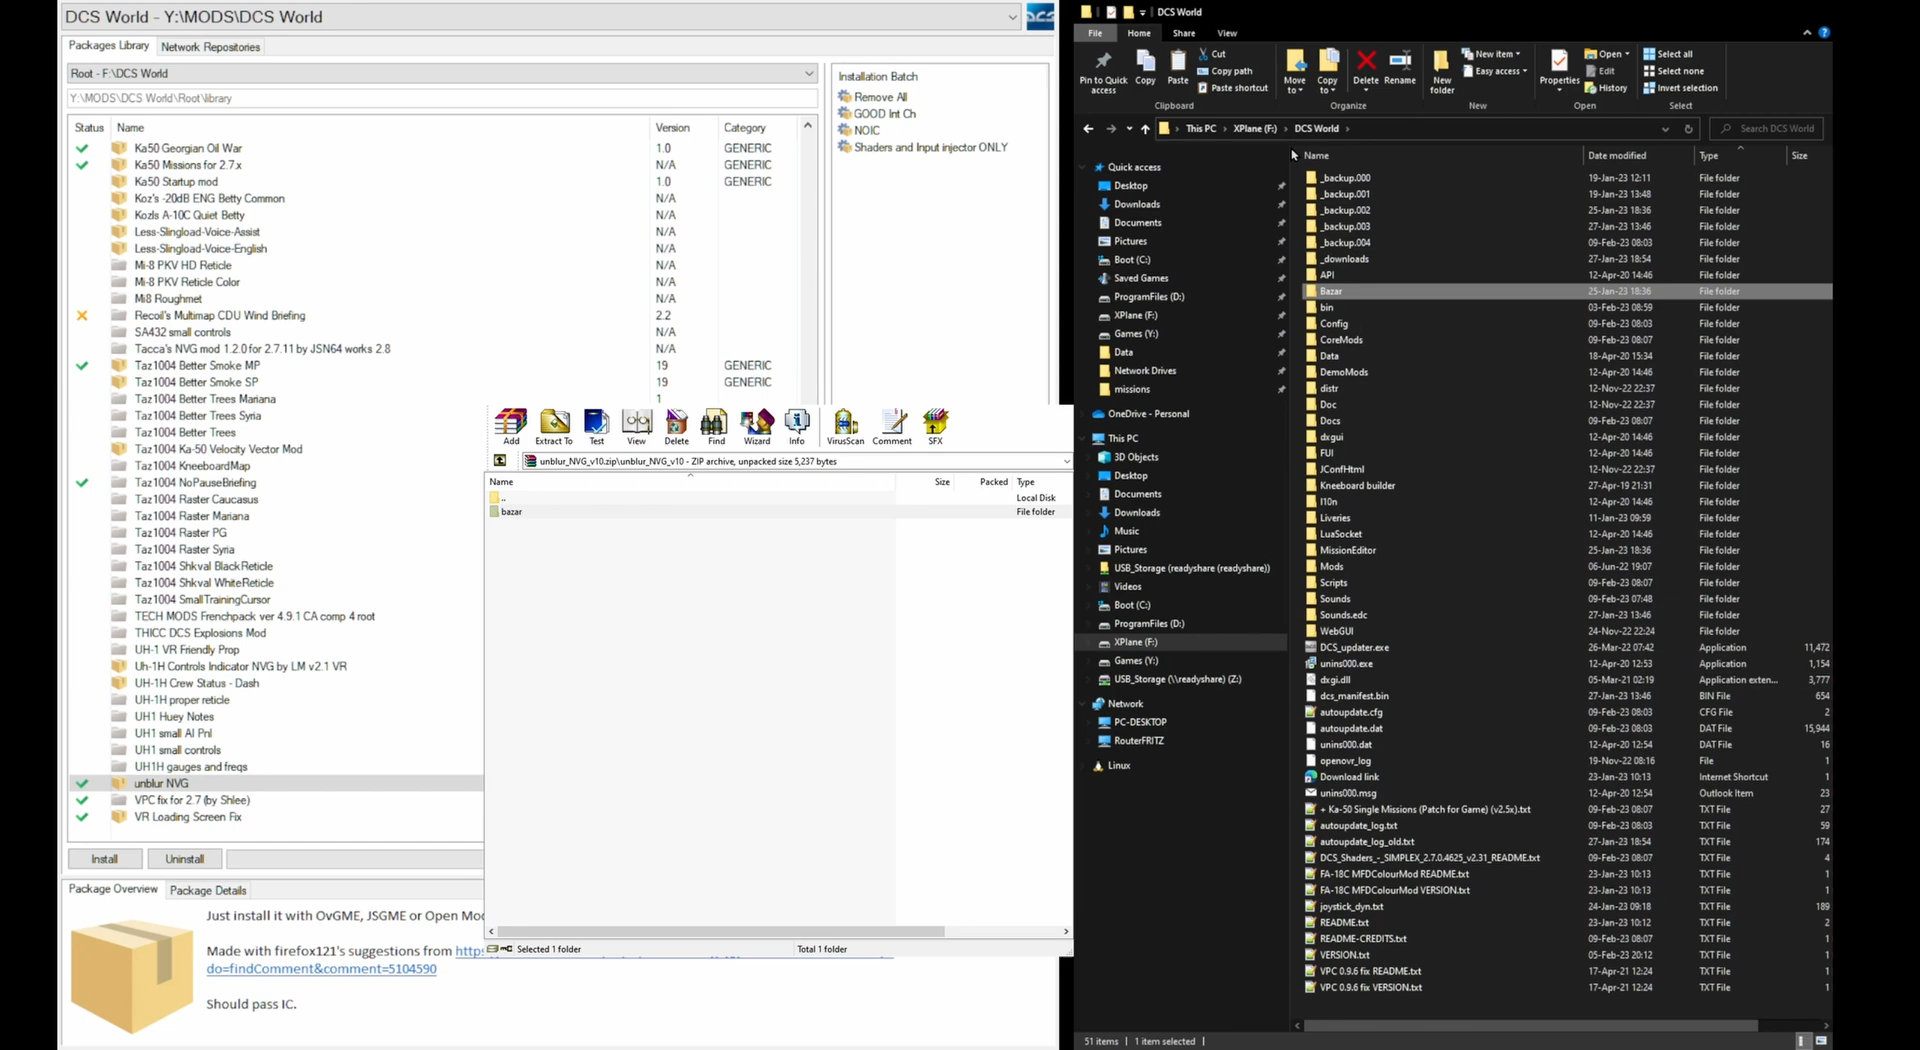 DCS World - Y:\MODS\DCS World
Packages Library Network Repositories
Root - F:\DCS World
Y:\MODS\DCS World\Root\library
Status Name Version Category
Ka50 Georgian Oil War 1.0 GENERIC
Ka50 Missions for 2.7.x N/A GENERIC
Ka50 Startup mod 1.0 GENERIC
Koz's -20dB ENG Betty Common N/A
Kozls A-10C Quiet Betty N/A
Less-Slingload-Voice-Assist N/A
Less-Slingload-Voice-English N/A
Mi-8 PKV HD Reticle N/A
Mi-8 PKV Reticle Color N/A
Mi8 Roughmet N/A
Recoil's Multimap CDU Wind Briefing 2.2
SA432 small controls N/A
Tacca's NVG mod 1.2.0 for 2.7.11 by JSN64 works 2.8 N/A
Taz1004 Better Smoke MP 19 GENERIC
Taz1004 Better Smoke SP 19 GENERIC
Taz1004 Better Trees Mariana 1
Taz1004 Better Trees Syria
Taz1004 Better Trees
Taz1004 Ka-50 Velocity Vector Mod
Taz1004 KneeboardMap
Taz1004 NoPauseBriefing
Taz1004 Raster Caucasus
Taz1004 Raster Mariana
Taz1004 Raster PG
Taz1004 Raster Syria
Taz1004 Shkval BlackReticle
Taz1004 Shkval WhiteReticle
Taz1004 SmallTrainingCursor
TECH MODS Frenchpack ver 4.9.1 CA comp 4 root
THICC DCS Explosions Mod
UH-1 VR Friendly Prop
Uh-1H Controls Indicator NVG by LM v2.1 VR
UH-1H Crew Status - Dash
UH-1H proper reticle
UH1 Huey Notes
UH1 small AI Pnl
UH1 small controls
UH1H gauges and freqs
unblur NVG
VPC fix for 2.7 (by Shlee)
VR Loading Screen Fix
Install Uninstall
Package Overview Package Details
Just install it with OvGME, JSGME or Open Mod
Made with firefox121's suggestions from https:
do=findComment&comment=5104590
Should pass IC.
Installation Batch
Remove All
GOOD Int Ch
NOIC
Shaders and Input injector ONLY
Add Extract To Test View Delete Find Wizard Info VirusScan Comment SFX
unblur_NVG_v10.zip\unblur_NVG_v10 - ZIP archive, unpacked size 5,237 bytes
Name Size Packed Type
.. Local Disk
bazar File folder
Selected 1 folder Total 1 folder
DCS World
File Home Share View
Pin to Quick access Copy Paste Cut Copy path Paste shortcut
Move to Copy to Delete Rename New folder New item Easy access Properties Open Edit History Select all Select none Invert selection
Clipboard Organize New Open Select
This PC › XPlane (F:) › DCS World › Search DCS World
Quick access
Desktop
Downloads
Documents
Pictures
Boot (C:)
Saved Games
ProgramFiles (D:)
XPlane (F:)
Games (Y:)
Data
Network Drives
missions
OneDrive - Personal
This PC
3D Objects
Desktop
Documents
Downloads
Music
Pictures
USB_Storage (readyshare (readyshare))
Videos
Boot (C:)
ProgramFiles (D:)
XPlane (F:)
Games (Y:)
USB_Storage (\\readyshare) (Z:)
Network
PC-DESKTOP
RouterFRITZ
Linux
Name Date modified Type Size
_backup.000 19-Jan-23 12:11 File folder
_backup.001 19-Jan-23 13:48 File folder
_backup.002 25-Jan-23 18:36 File folder
_backup.003 27-Jan-23 13:46 File folder
_backup.004 09-Feb-23 08:03 File folder
_downloads 27-Jan-23 18:54 File folder
API 12-Apr-20 14:46 File folder
Bazar 25-Jan-23 18:36 File folder
bin 03-Feb-23 08:59 File folder
Config 09-Feb-23 08:03 File folder
CoreMods 09-Feb-23 08:07 File folder
Data 18-Apr-20 15:34 File folder
DemoMods 12-Apr-20 14:46 File folder
distr 12-Nov-22 22:37 File folder
Doc 12-Nov-22 22:37 File folder
Docs 09-Feb-23 08:07 File folder
dxgui 12-Apr-20 14:46 File folder
FUI 12-Apr-20 14:46 File folder
JConfHtml 12-Nov-22 22:37 File folder
Kneeboard builder 27-Apr-19 21:31 File folder
l10n 12-Apr-20 14:46 File folder
Liveries 11-Jan-23 09:59 File folder
LuaSocket 12-Apr-20 14:46 File folder
MissionEditor 25-Jan-23 18:36 File folder
Mods 06-Jun-22 19:07 File folder
Scripts 09-Feb-23 08:07 File folder
Sounds 09-Feb-23 07:48 File folder
Sounds.edc 27-Jan-23 13:46 File folder
WebGUI 24-Nov-22 22:24 File folder
DCS_updater.exe 26-Mar-22 07:42 Application 11,472
unins000.exe 12-Apr-20 12:53 Application 1,154
dxgi.dll 05-Mar-21 02:19 Application exten... 3,777
dcs_manifest.bin 27-Jan-23 13:46 BIN File 654
autoupdate.cfg 09-Feb-23 08:03 CFG File 2
autoupdate.dat 09-Feb-23 08:03 DAT File 15,944
unins000.dat 12-Apr-20 12:54 DAT File 16
openovr_log 19-Nov-22 08:16 File 1
Download link 23-Jan-23 10:13 Internet Shortcut 1
unins000.msg 12-Apr-20 12:54 Outlook Item 23
+ Ka-50 Single Missions (Patch for Game) (v2.5x).txt 09-Feb-23 08:07 TXT File 27
autoupdate_log.txt 09-Feb-23 08:03 TXT File 59
autoupdate_log_old.txt 27-Jan-23 18:54 TXT File 174
DCS_Shaders_-_SIMPLEX_2.7.0.4625_v2.31_README.txt 09-Feb-23 08:07 TXT File 4
FA-18C MFDColourMod README.txt 23-Jan-23 10:13 TXT File 1
FA-18C MFDColourMod VERSION.txt 23-Jan-23 10:13 TXT File 1
joystick_dyn.txt 24-Jan-23 09:18 TXT File 189
README.txt 23-Jan-23 10:12 TXT File 2
README-CREDITS.txt 09-Feb-23 08:07 TXT File 1
VERSION.txt 05-Feb-23 20:12 TXT File 1
VPC 0.9.6 fix README.txt 17-Apr-21 12:24 TXT File 1
VPC 0.9.6 fix VERSION.txt 17-Apr-21 12:24 TXT File 1
51 items 1 item selected